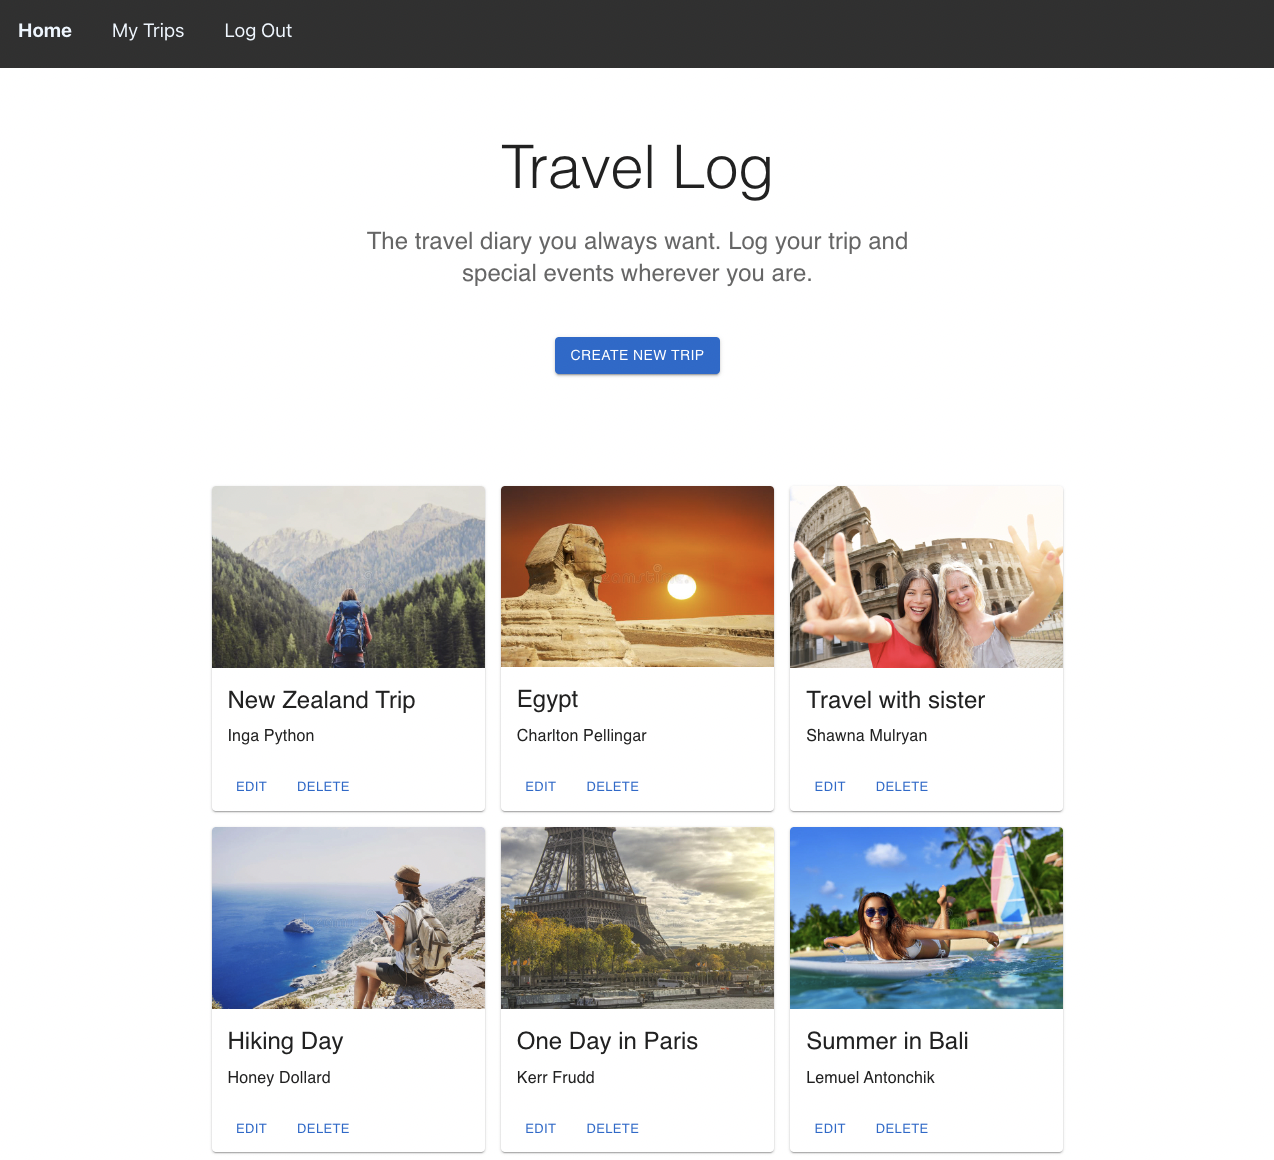 Home My Trips Log Out
Travel Log
The travel diary you always want. Log your trip and
special events wherever you are.
CREATE NEW TRIP
New Zealand Trip
Inga Python
EDIT DELETE
Egypt
Charlton Pellingar
EDIT DELETE
Travel with sister
Shawna Mulryan
EDIT DELETE
Hiking Day
Honey Dollard
EDIT DELETE
One Day in Paris
Kerr Frudd
EDIT DELETE
Summer in Bali
Lemuel Antonchik
EDIT DELETE